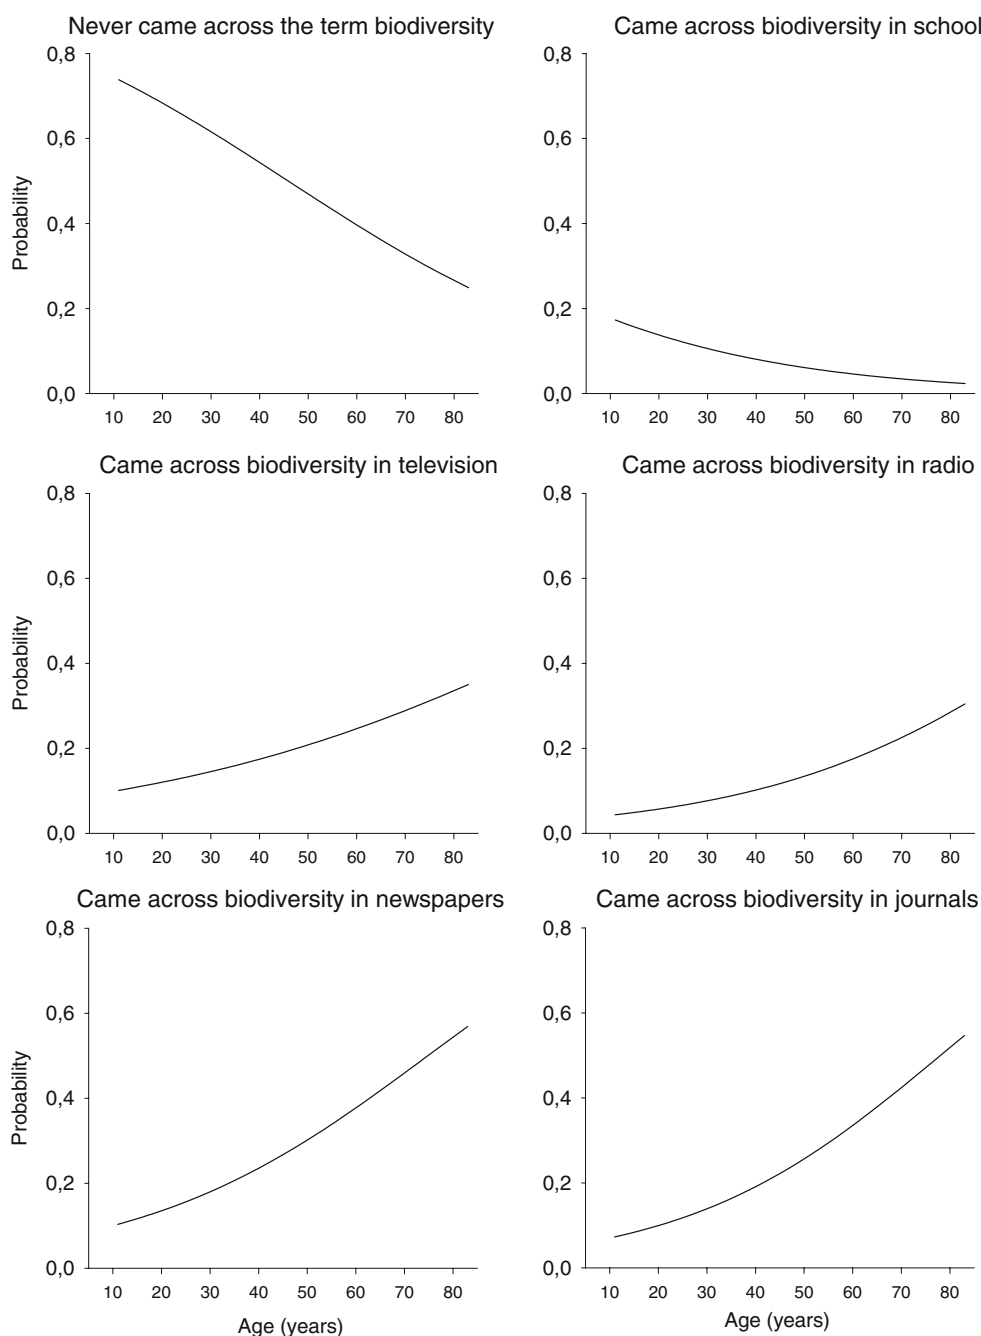 Never came across the term biodiversity
Came across biodiversity in school
0,8
0,6
0,4
0,2
0,0
Probability
10 20 30 40 50 60 70 80
0,8
0,6
0,4
0,2
0,0
10 20 30 40 50 60 70 80
Came across biodiversity in television
Came across biodiversity in radio
0,8
0,6
0,4
0,2
0,0
Probability
10 20 30 40 50 60 70 80
0,8
0,6
0,4
0,2
0,0
10 20 30 40 50 60 70 80
Came across biodiversity in newspapers
Came across biodiversity in journals
0,8
0,6
0,4
0,2
0,0
Probability
10 20 30 40 50 60 70 80
Age (years)
0,8
0,6
0,4
0,2
0,0
10 20 30 40 50 60 70 80
Age (years)